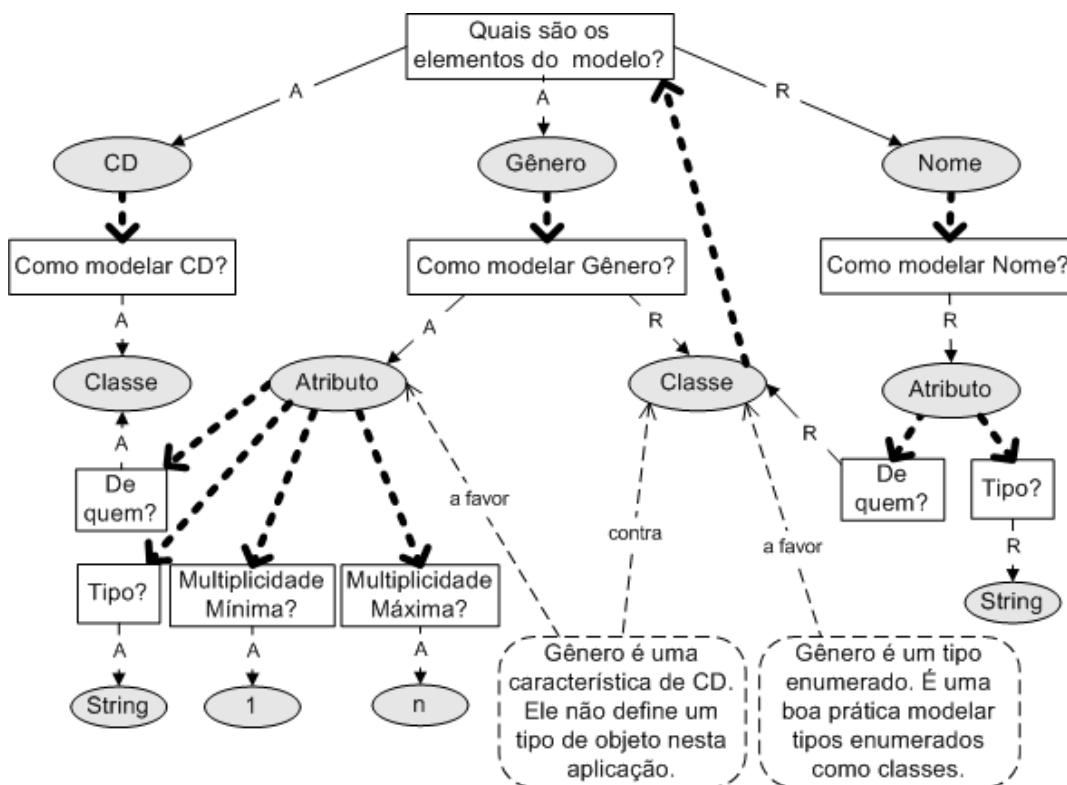 Quais são os
elementos do modelo?
A
A
R
CD
Gênero
Nome
Como modelar CD?
Como modelar Gênero?
Como modelar Nome?
A
A
R
R
Classe
Atributo
Classe
Atributo
A
R
De
quem?
a favor
contra
a favor
De
quem?
Tipo?
R
Tipo?
Multiplicidade
Mínima?
Multiplicidade
Máxima?
String
A
A
A
String
1
n
Gênero é uma
característica de CD.
Ele não define um
tipo de objeto nesta
aplicação.
Gênero é um tipo
enumerado. É uma
boa prática modelar
tipos enumerados
como classes.